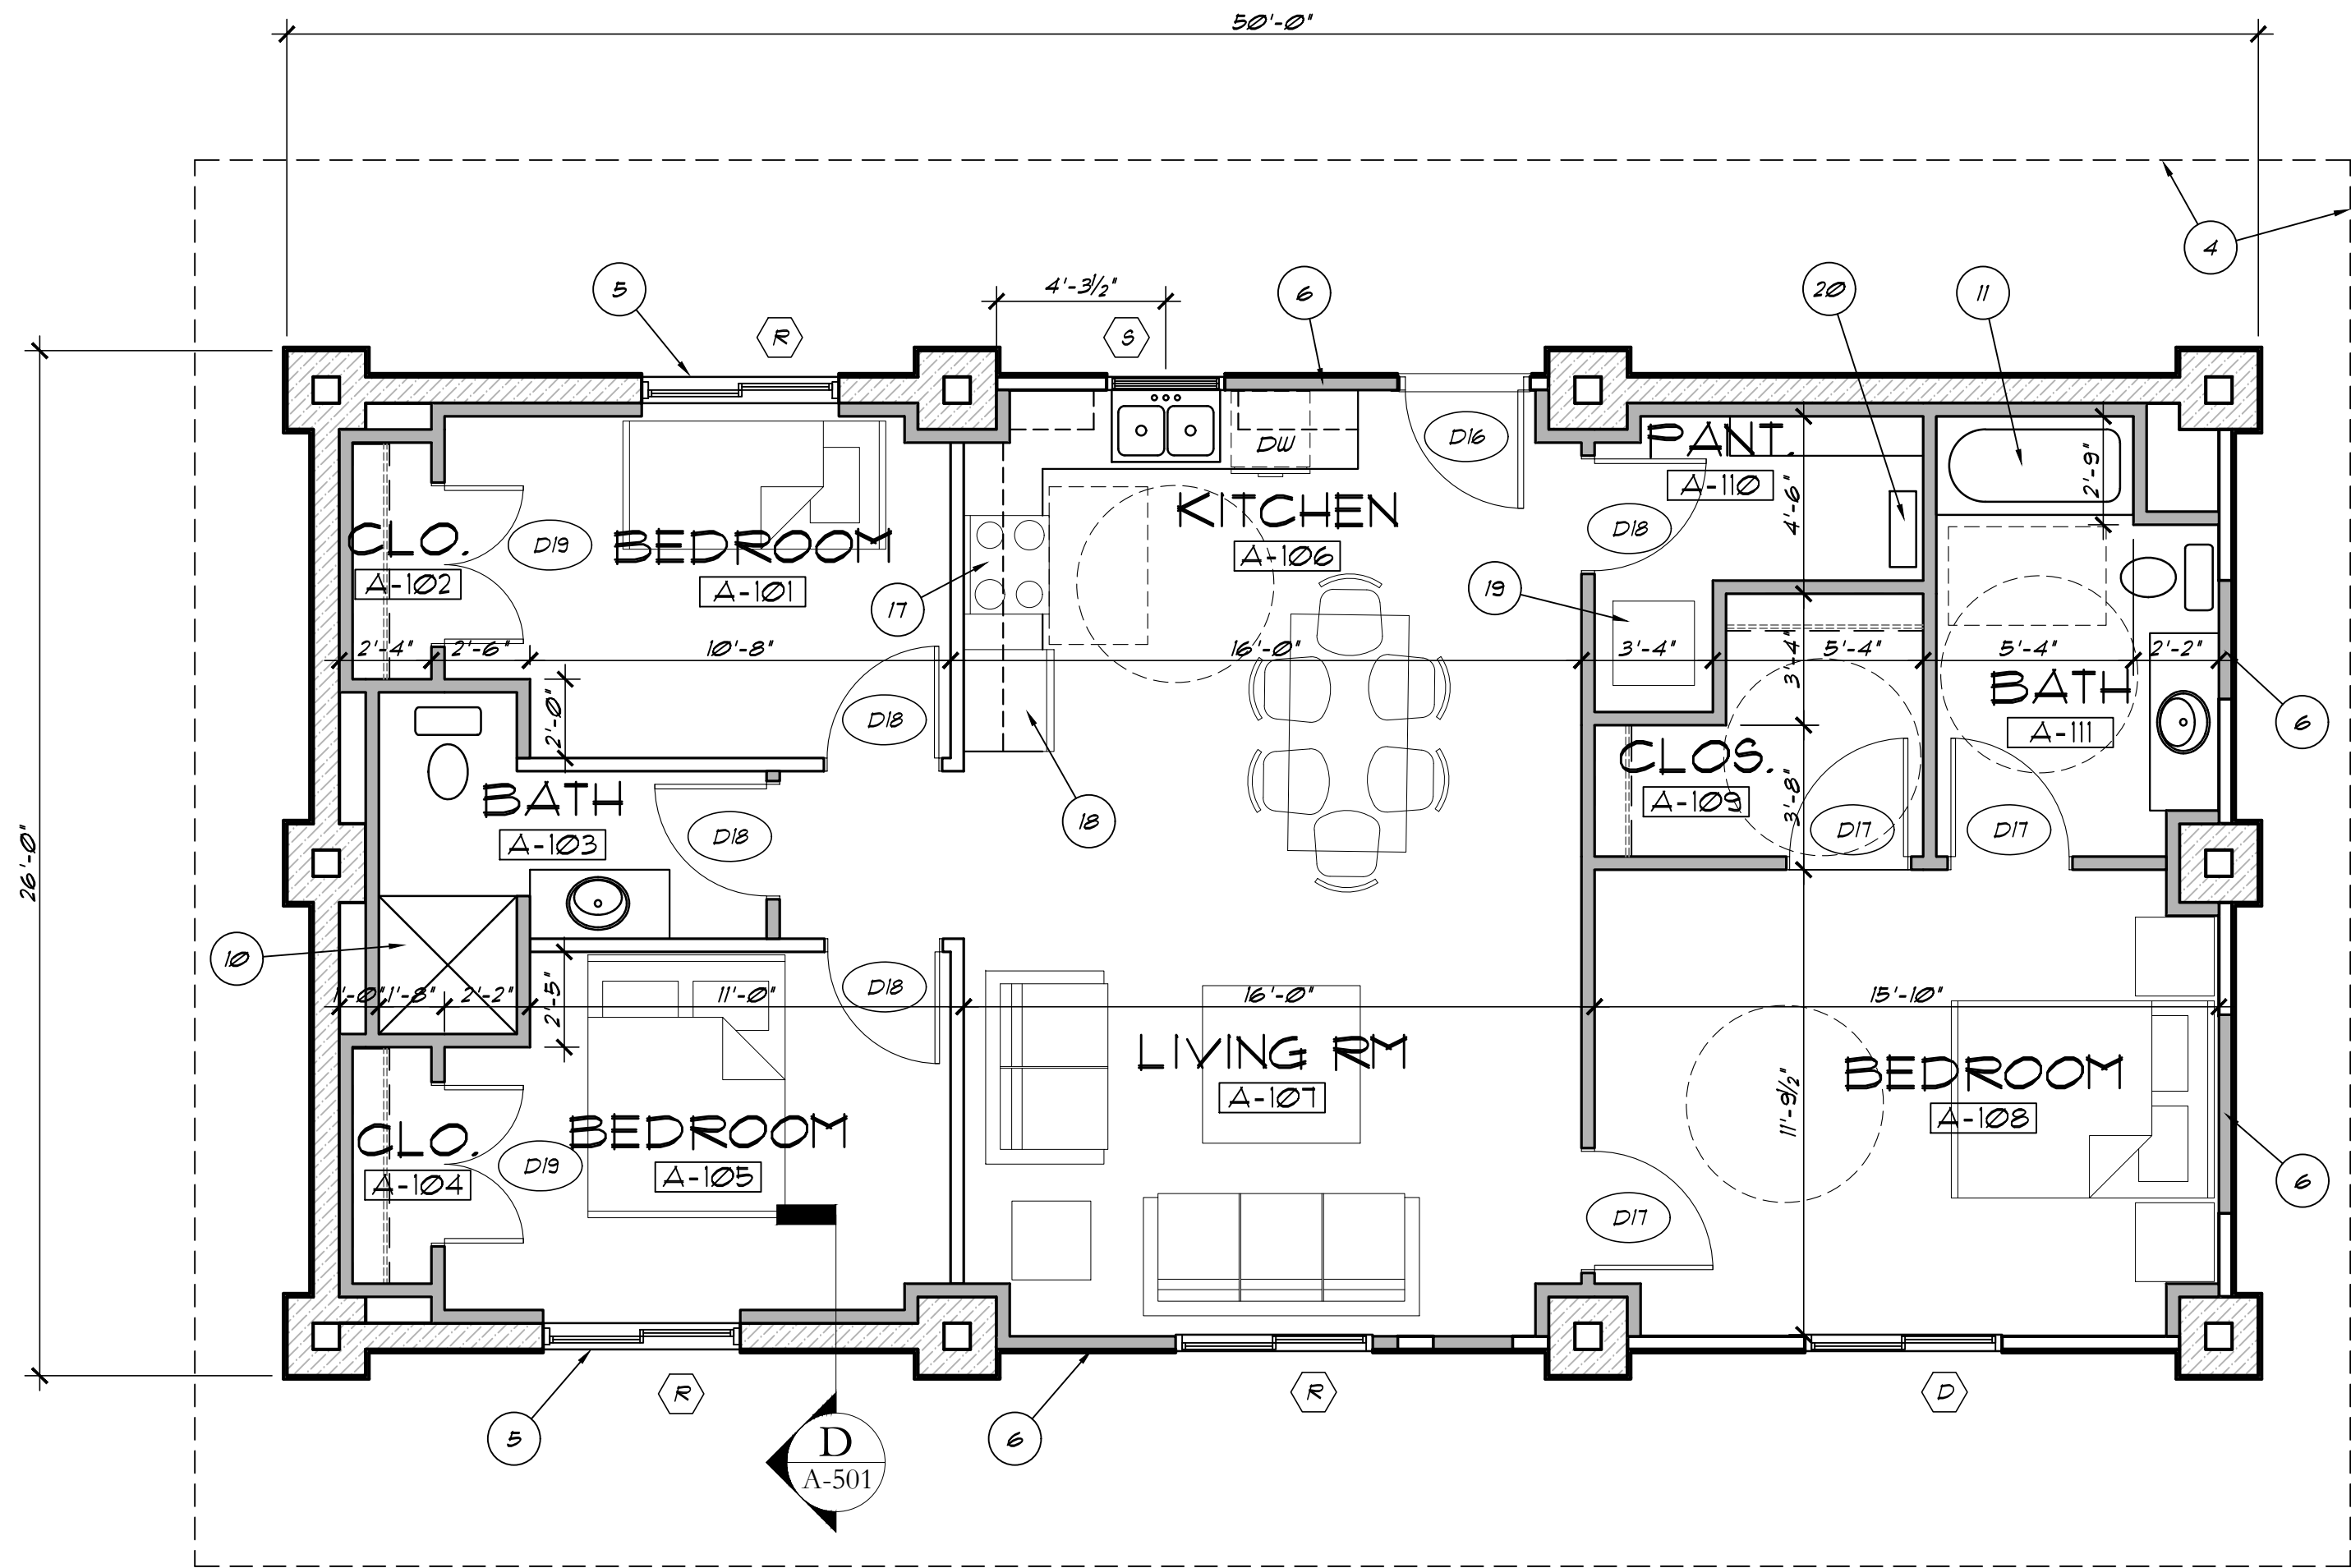 50'-0"
4
5
R
4'-3½"
S
6
20
11
DW
D16
PANT.
A-110
2'-9"
4'-6"
KITCHEN
A-106
D18
CLO.
A-102
D19
BEDROOM
A-101
17
19
2'-4"
2'-6"
10'-8"
16'-0"
3'-4"
3'-4"
5'-4"
5'-4"
2'-2"
2'-0"
D18
BATH
A-111
6
CLOS.
A-109
3'-8"
D17
D17
BATH
A-103
D18
18
26'-0"
10
D18
1'-0"
1'-8"
2'-2"
2'-5"
11'-0"
16'-0"
15'-10"
LIVING RM
A-107
BEDROOM
A-108
11'-9½"
CLO.
A-104
D19
BEDROOM
A-105
6
D17
R
R
D
5
6
D
A-501